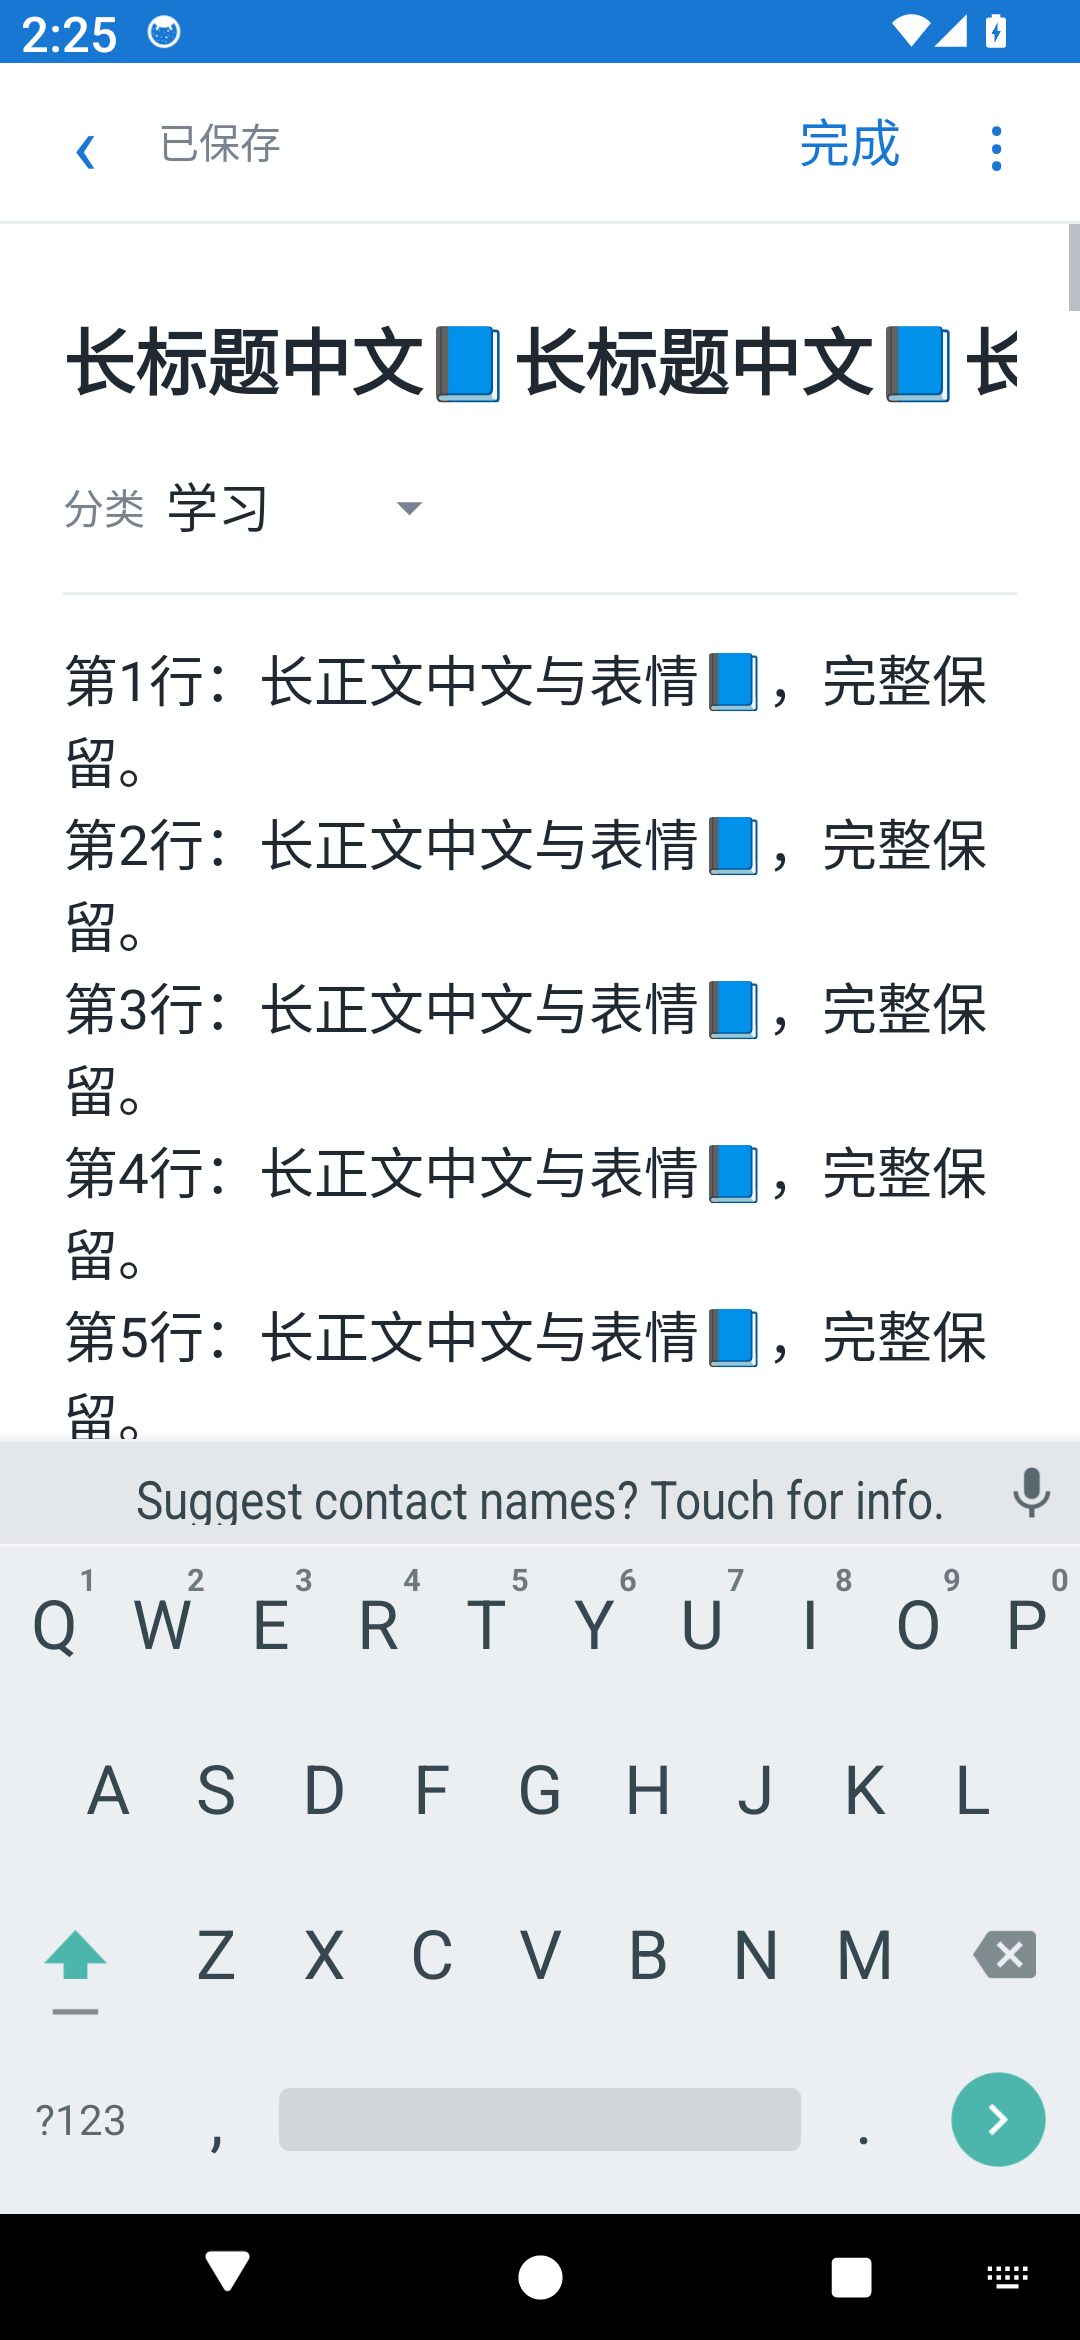 2:25
已保存
完成
长标题中文📘长标题中文📘长
分类 学习
第1行：长正文中文与表情📘，完整保
留。
第2行：长正文中文与表情📘，完整保
留。
第3行：长正文中文与表情📘，完整保
留。
第4行：长正文中文与表情📘，完整保
留。
第5行：长正文中文与表情📘，完整保
留。
Suggest contact names? Touch for info.
1 2 3 4 5 6 7 8 9 0
Q W E R T Y U I O P
A S D F G H J K L
Z X C V B N M
?123 , .